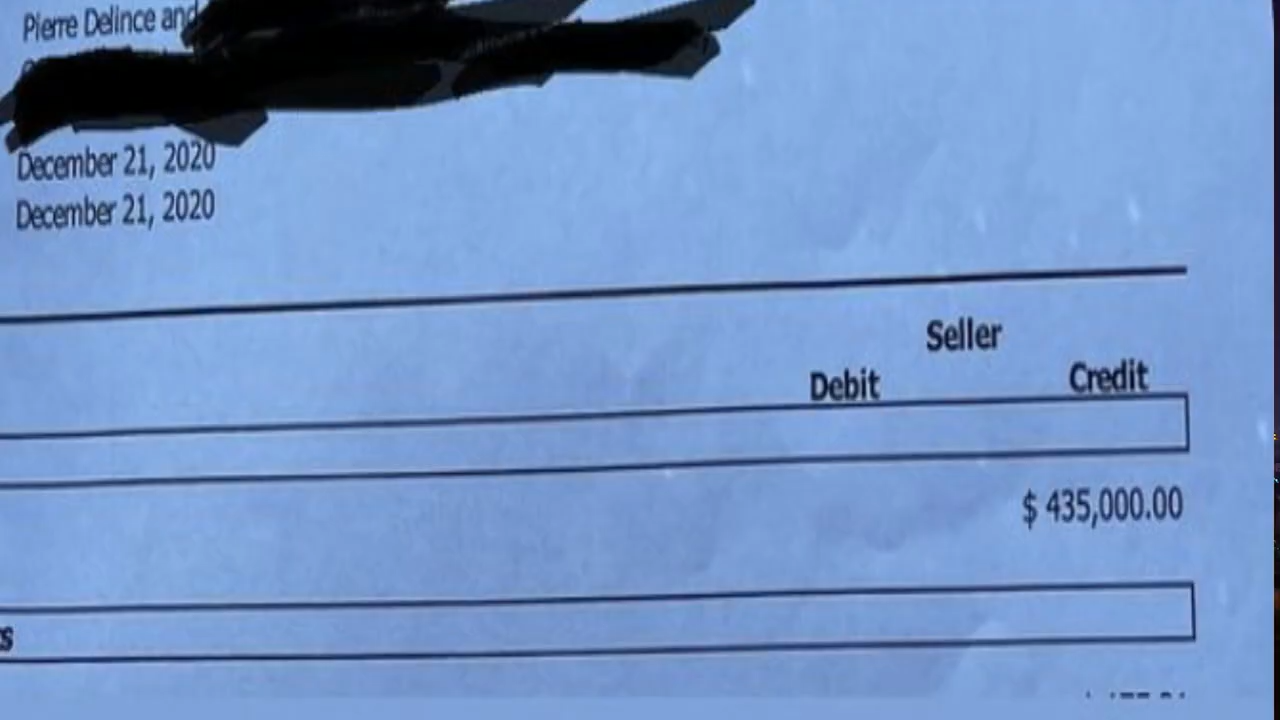 Pierre Delince and
December 21, 2020
December 21, 2020
Seller
Debit Credit
$ 435,000.00